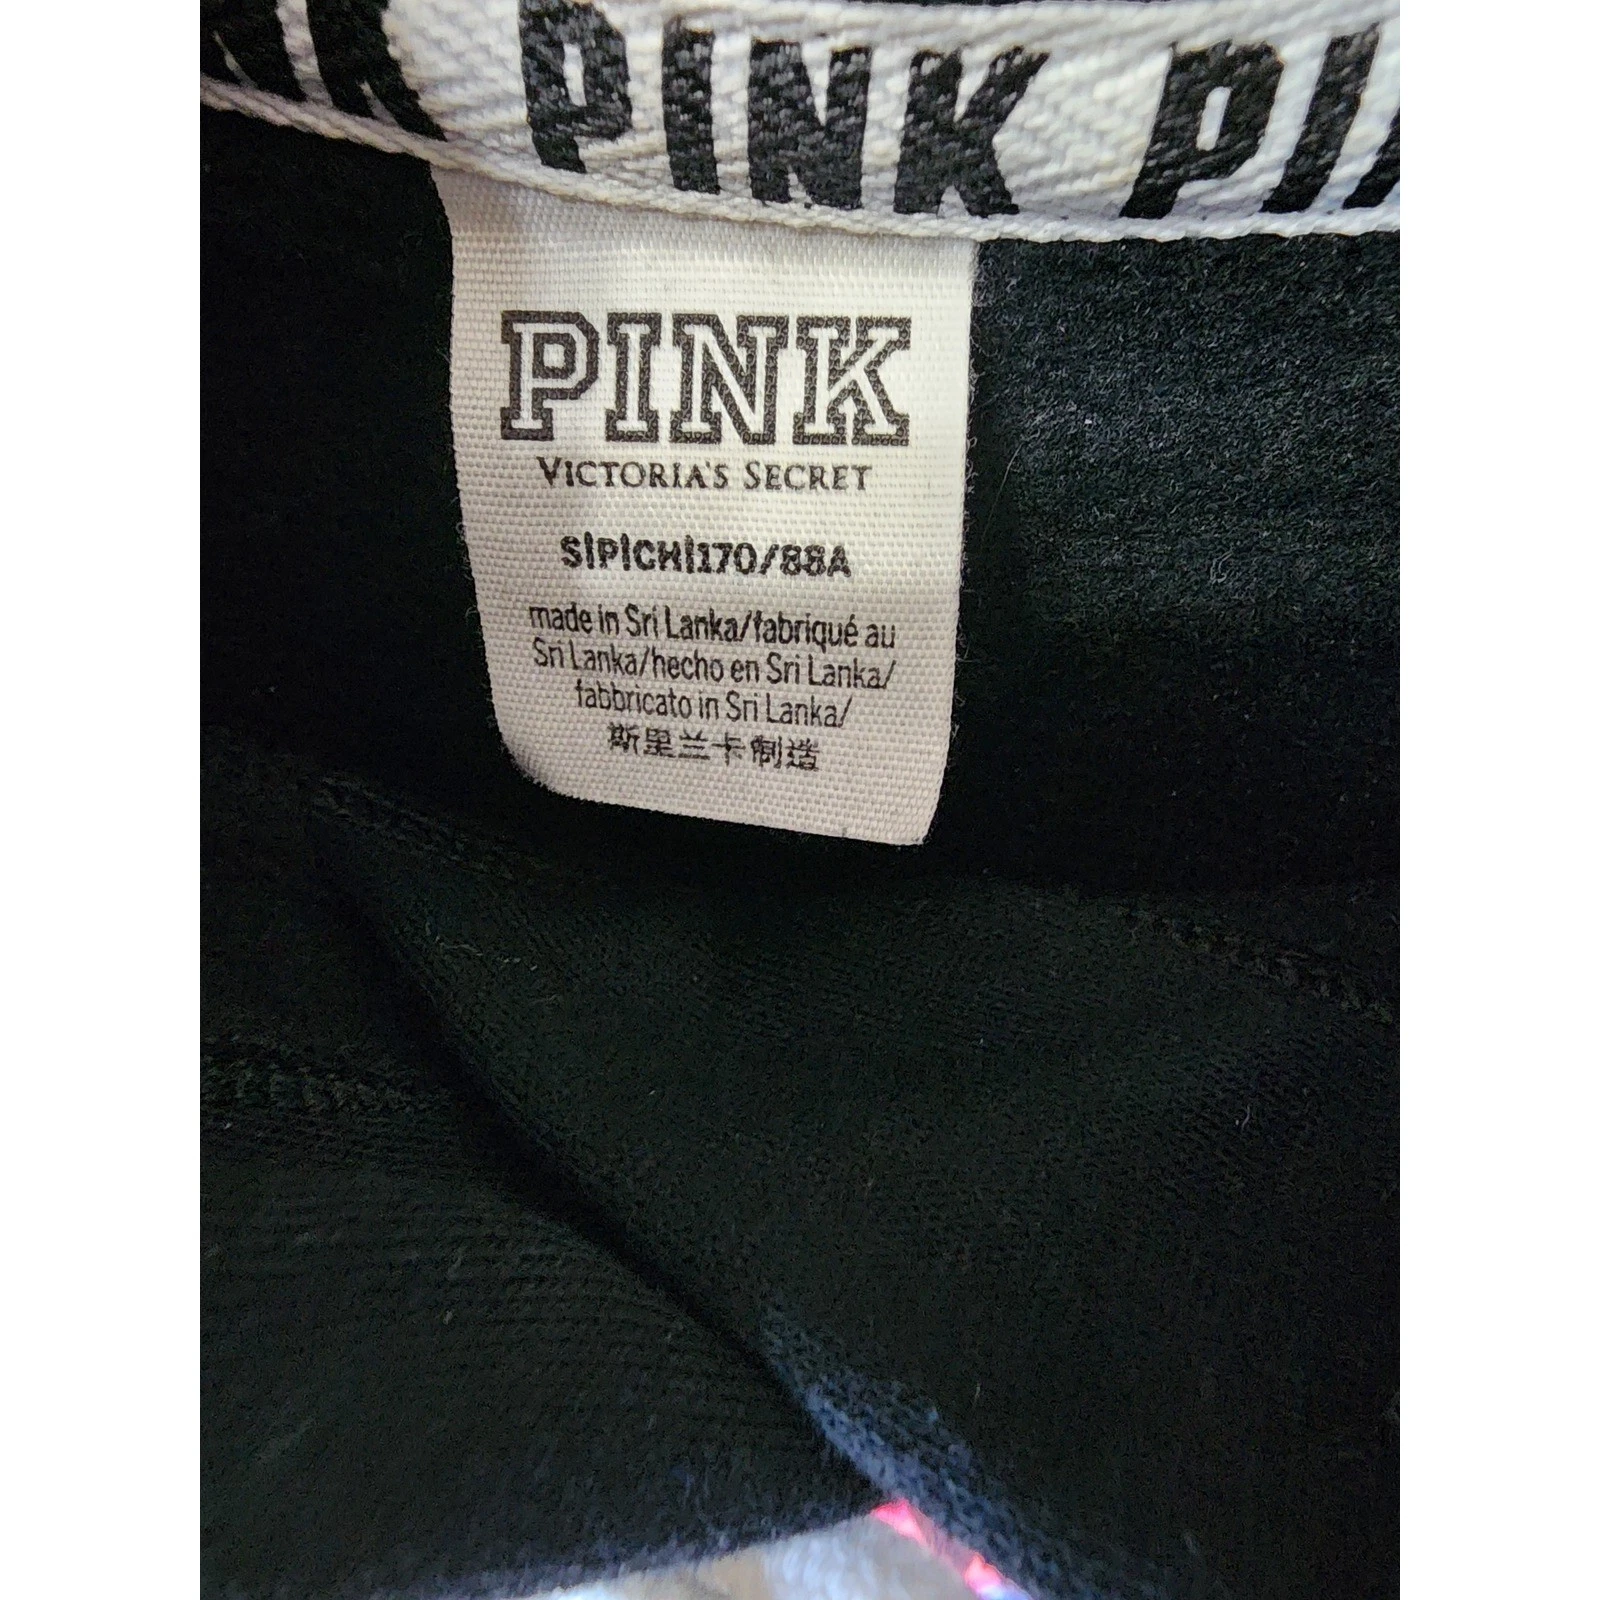 NK PINK PIN
PINK
VICTORIA'S SECRET
S|P|CH|170/88A
made in Sri Lanka/fabriqué au
Sri Lanka/hecho en Sri Lanka/
fabbricato in Sri Lanka/
斯里兰卡制造